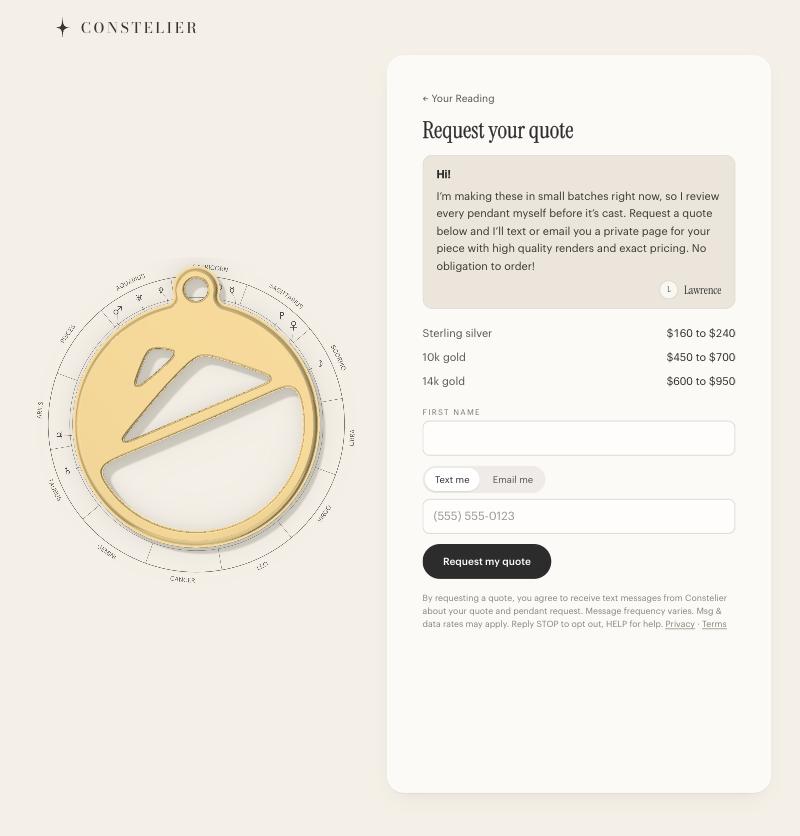 CONSTELIER
← Your Reading
Request your quote
Hi!
I’m making these in small batches right now, so I review
every pendant myself before it’s cast. Request a quote
below and I’ll text or email you a private page for your
piece with high quality renders and exact pricing. No
obligation to order!
L Lawrence
Sterling silver $160 to $240
10k gold $450 to $700
14k gold $600 to $950
FIRST NAME
Text me Email me
(555) 555-0123
Request my quote
By requesting a quote, you agree to receive text messages from Constelier
about your quote and pendant request. Message frequency varies. Msg &
data rates may apply. Reply STOP to opt out, HELP for help. Privacy · Terms
AQUARIUS
SAGITTARIUS
SCORPIO
LIBRA
VIRGO
LEO
CANCER
GEMINI
TAURUS
ARIES
PISCES